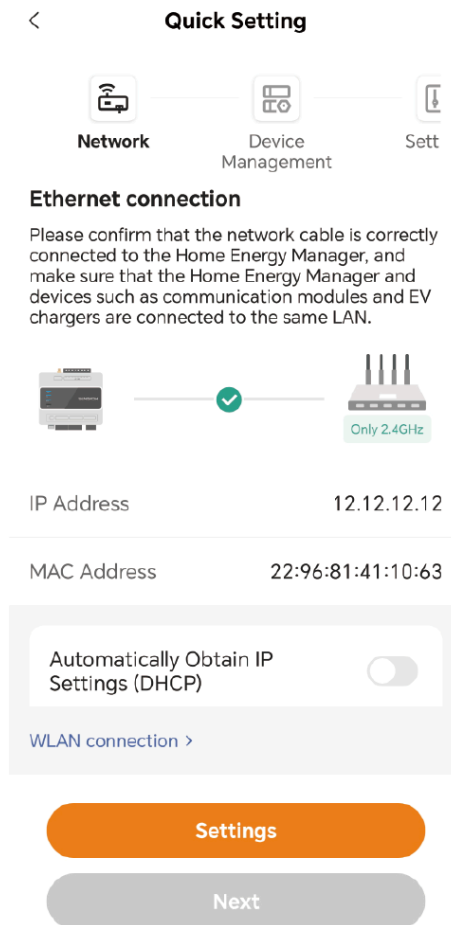 Quick Setting
Network
Device
Management
Sett
Ethernet connection
Please confirm that the network cable is correctly
connected to the Home Energy Manager, and
make sure that the Home Energy Manager and
devices such as communication modules and EV
chargers are connected to the same LAN.
Only 2.4GHz
IP Address 12.12.12.12
MAC Address 22:96:81:41:10:63
Automatically Obtain IP
Settings (DHCP)
WLAN connection >
Settings
Next